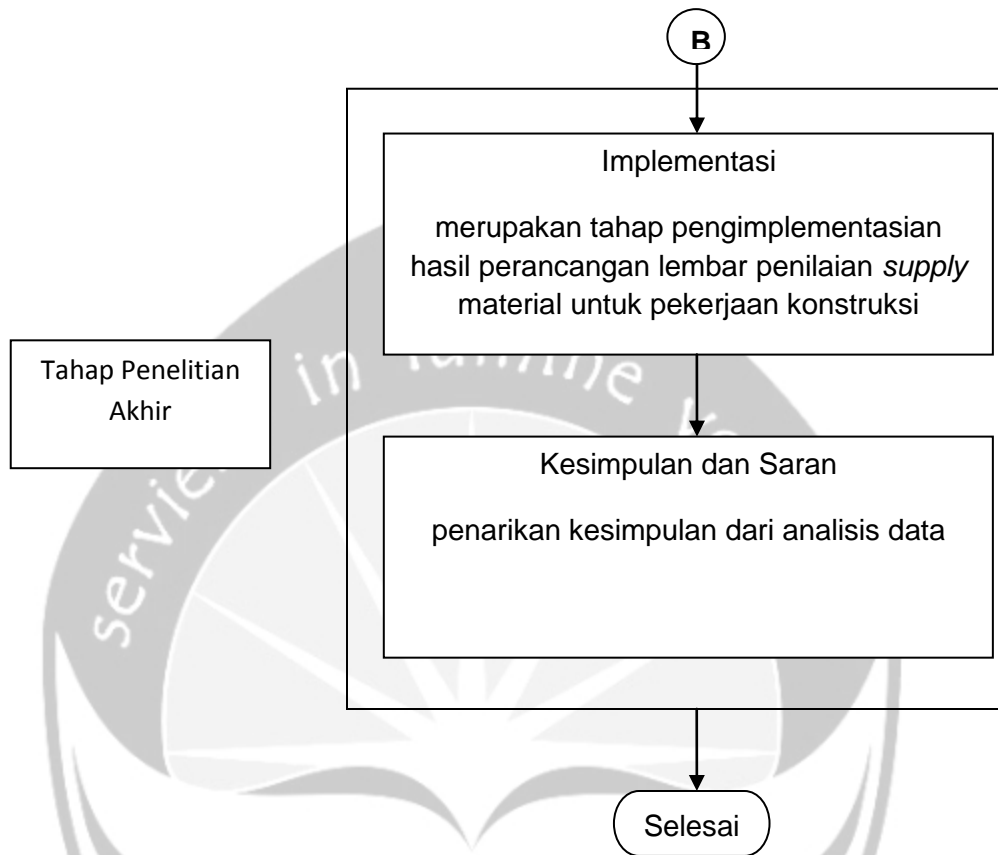 B
Implementasi
merupakan tahap pengimplementasian
hasil perancangan lembar penilaian supply
material untuk pekerjaan konstruksi
Tahap Penelitian
Akhir
Kesimpulan dan Saran
penarikan kesimpulan dari analisis data
Selesai
in